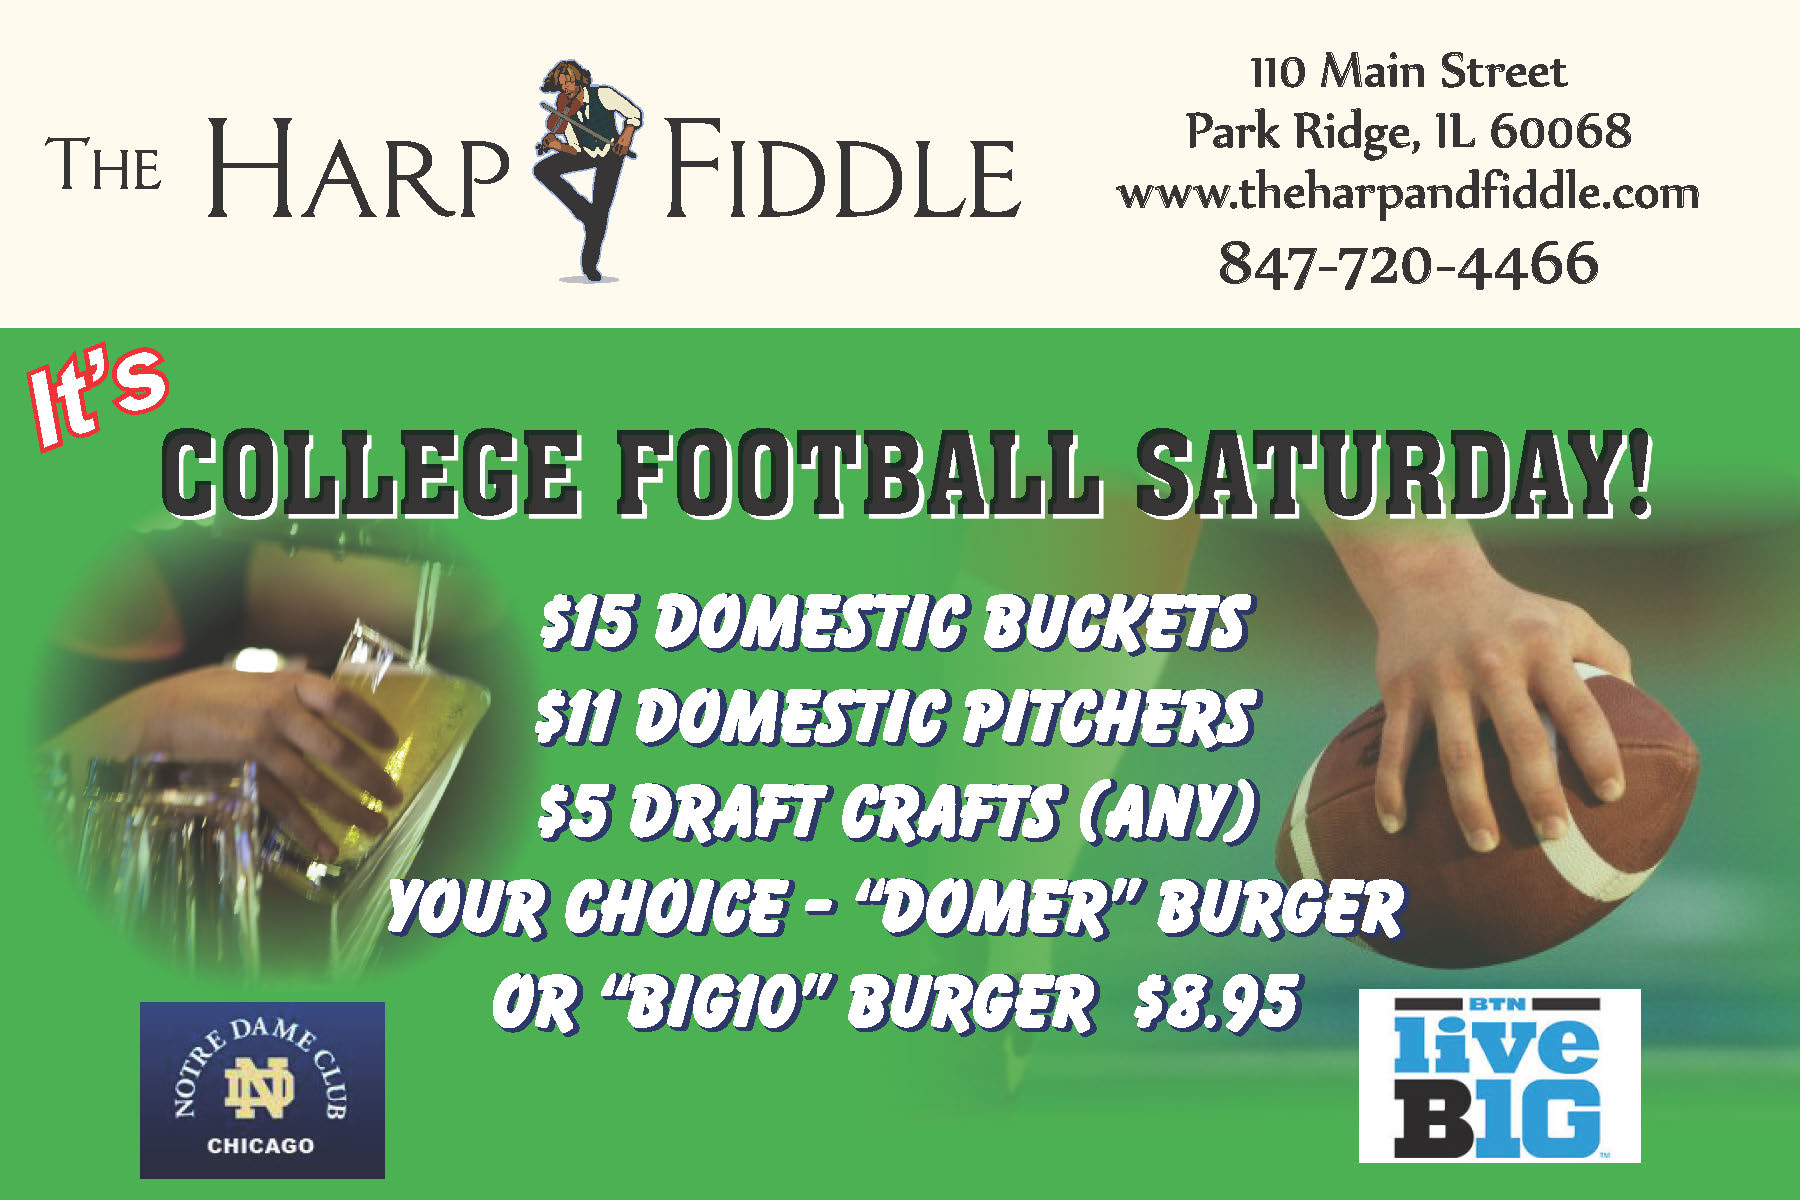 THE HARP FIDDLE
110 Main Street
Park Ridge, IL 60068
www.theharpandfiddle.com
847-720-4466
It's
COLLEGE FOOTBALL SATURDAY!
$15 DOMESTIC BUCKETS
$11 DOMESTIC PITCHERS
$5 DRAFT CRAFTS (ANY)
YOUR CHOICE - "DOMER" BURGER
OR "BIG10" BURGER $8.95
NOTRE DAME CLUB
ND
CHICAGO
BTN
live
B1G
TM